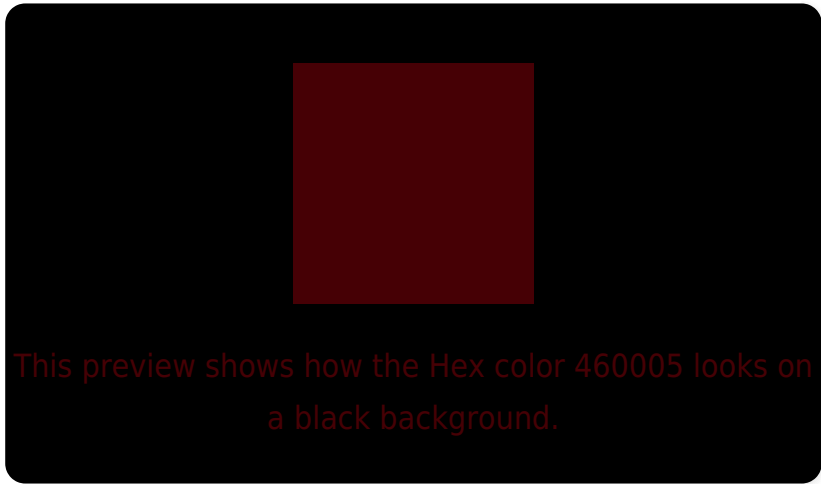 This preview shows how the Hex color 460005 looks on
a black background.